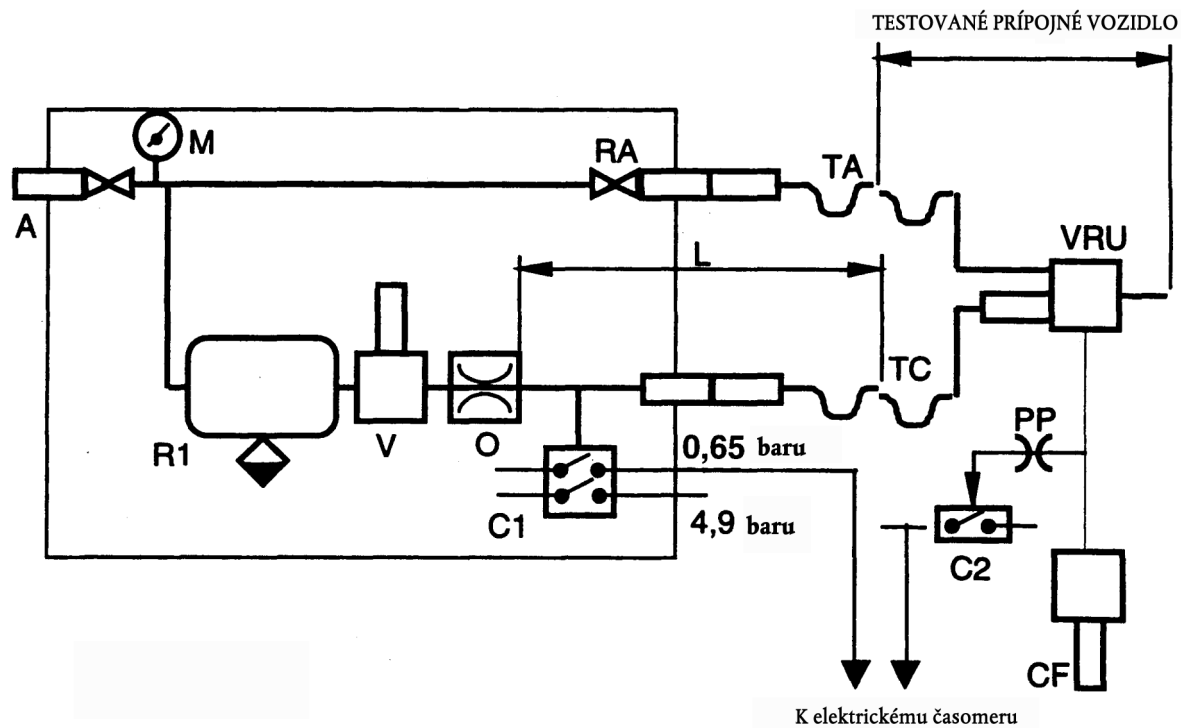 TESTOVANÉ PRÍPOJNÉ VOZIDLO
M
RA
TA
A
VRU
L
TC
R1
V
O
PP
0,65 baru
C1
4,9 baru
C2
CF
K elektrickému časomeru